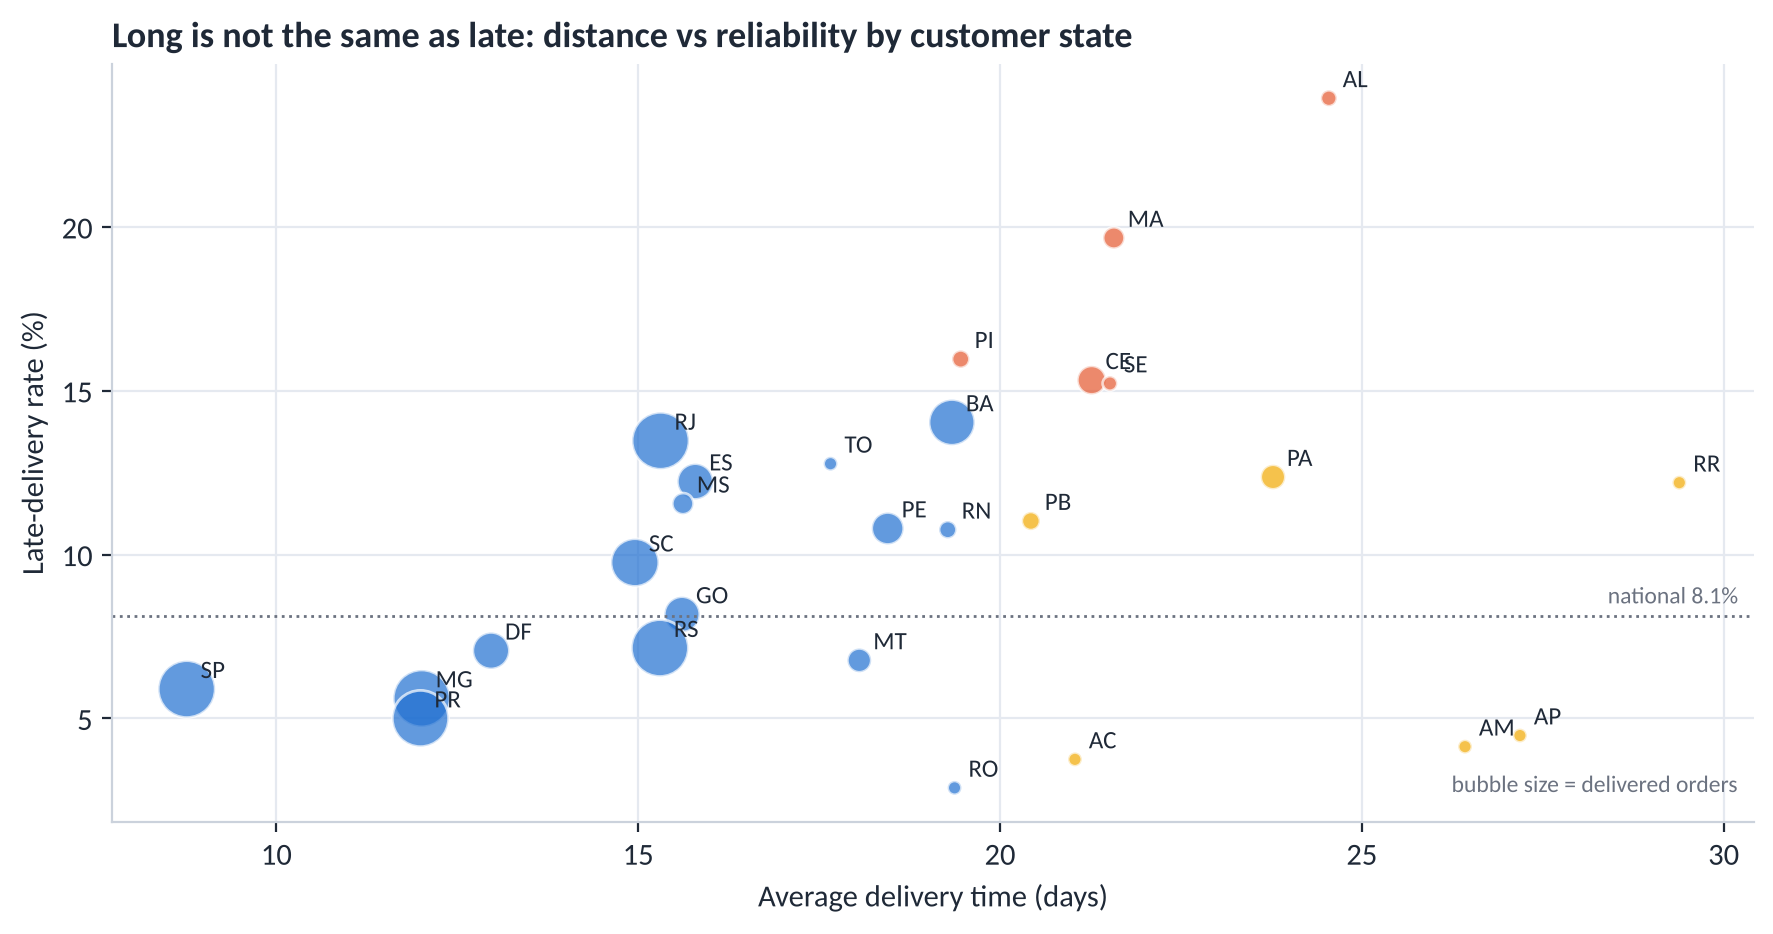 Long is not the same as late: distance vs reliability by customer state
AL
MA
20
PI
CE
SE
15
BA
RJ
TO
ES
PA
RR
MS
PB
PE
RN
SC
10
GO
national 8.1%
RS
DF
MT
SP
MG
PR
5
AP
AM
AC
RO
bubble size = delivered orders
Late-delivery rate (%)
10
15
20
25
30
Average delivery time (days)